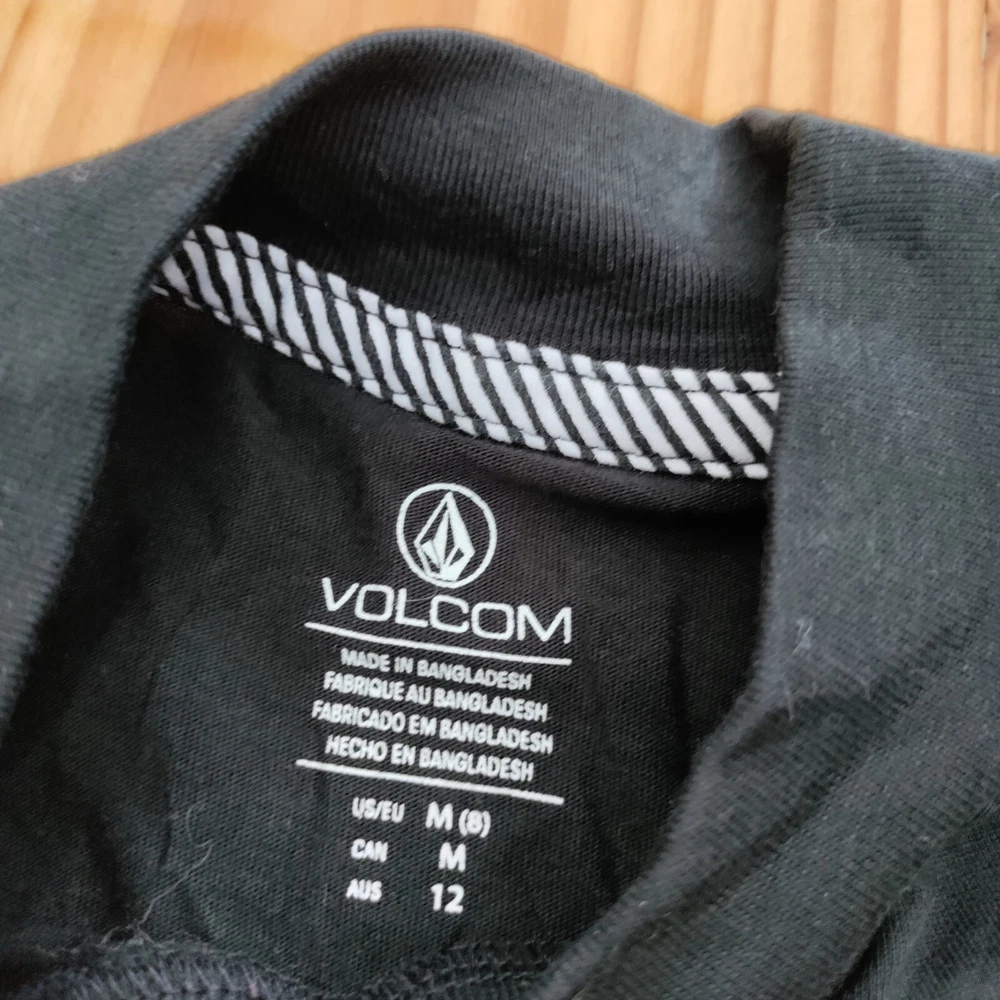 VOLCOM
MADE IN BANGLADESH
FABRIQUE AU BANGLADESH
FABRICADO EM BANGLADESH
HECHO EN BANGLADESH
US/EU M (8)
CAN M
AUS 12